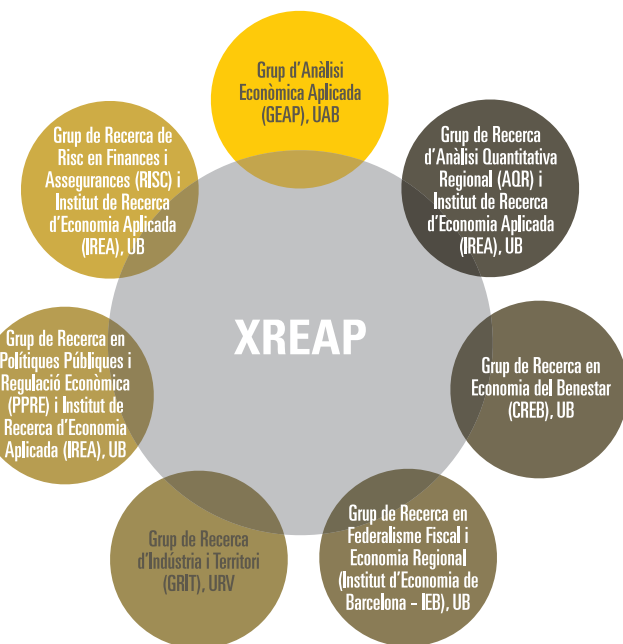 Grup d'Anàlisi
Econòmica Aplicada
(GEAP), UAB
Grup de Recerca
d'Anàlisi Quantitativa
Regional (AQR) i
Institut de Recerca
d'Economia Aplicada
(IREA), UB
Grup de Recerca en
Economia del Benestar
(CREB), UB
Grup de Recerca en
Federalisme Fiscal i
Economia Regional
(Institut d'Economia de
Barcelona – IEB), UB
Grup de Recerca
d'Indústria i Territori
(GRIT), URV
Grup de Recerca en
Polítiques Públiques i
Regulació Econòmica
(PPRE) i Institut de
Recerca d'Economia
Aplicada (IREA), UB
Grup de Recerca de
Risc en Finances i
Assegurances (RISC) i
Institut de Recerca
d'Economia Aplicada
(IREA), UB
XREAP